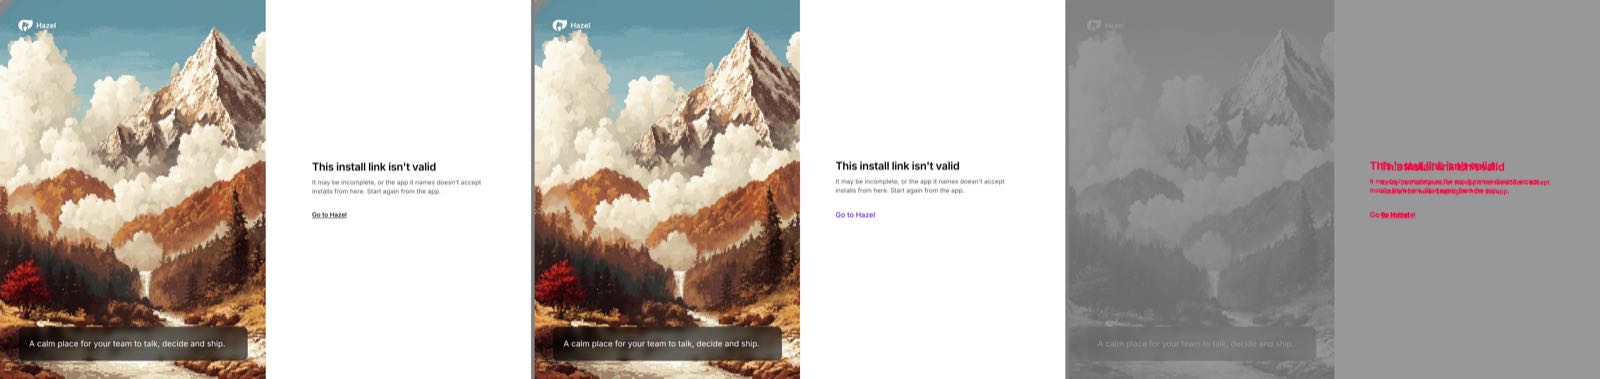 Hazel
This install link isn't valid
It may be incomplete, or the app it names doesn't accept
installs from here. Start again from the app.
Go to Hazel
A calm place for your team to talk, decide and ship.
Hazel
This install link isn't valid
It may be incomplete, or the app it names doesn't accept
installs from here. Start again from the app.
Go to Hazel
A calm place for your team to talk, decide and ship.
Hazel
A calm place for your team to talk, decide and ship.